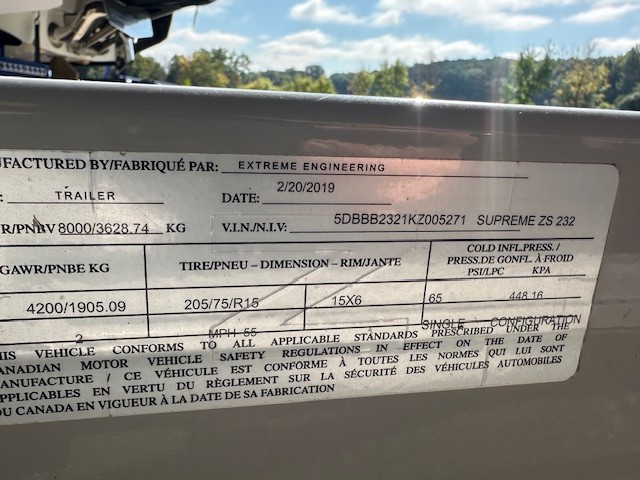 UFACTURED BY/FABRIQUÉ PAR: EXTREME ENGINEERING
: TRAILER DATE: 2/20/2019
R/PNBV 8000/3628.74 KG V.I.N./N.I.V: 5DBBB2321KZ005271 SUPREME ZS 232
GAWR/PNBE KG TIRE/PNEU – DIMENSION – RIM/JANTE COLD INFL.PRESS./
PRESS.DE GONFL. À FROID
PSI/LPC KPA
4200/1905.09 205/75/R15 15X6 65 448.16
2 MPH 55 SINGLE CONFIGURATION
HIS VEHICLE CONFORMS TO ALL APPLICABLE STANDARDS PRESCRIBED UNDER THE
ANADIAN MOTOR VEHICLE SAFETY REGULATIONS IN EFFECT ON THE DATE OF
ANUFACTURE / CE VÉHICULE EST CONFORME À TOUTES LES NORMES QUI LUI SONT
PPLICABLES EN VERTU DU RÈGLEMENT SUR LA SÉCURITÉ DES VÉHICULES AUTOMOBILES
U CANADA EN VIGUEUR À LA DATE DE SA FABRICATION